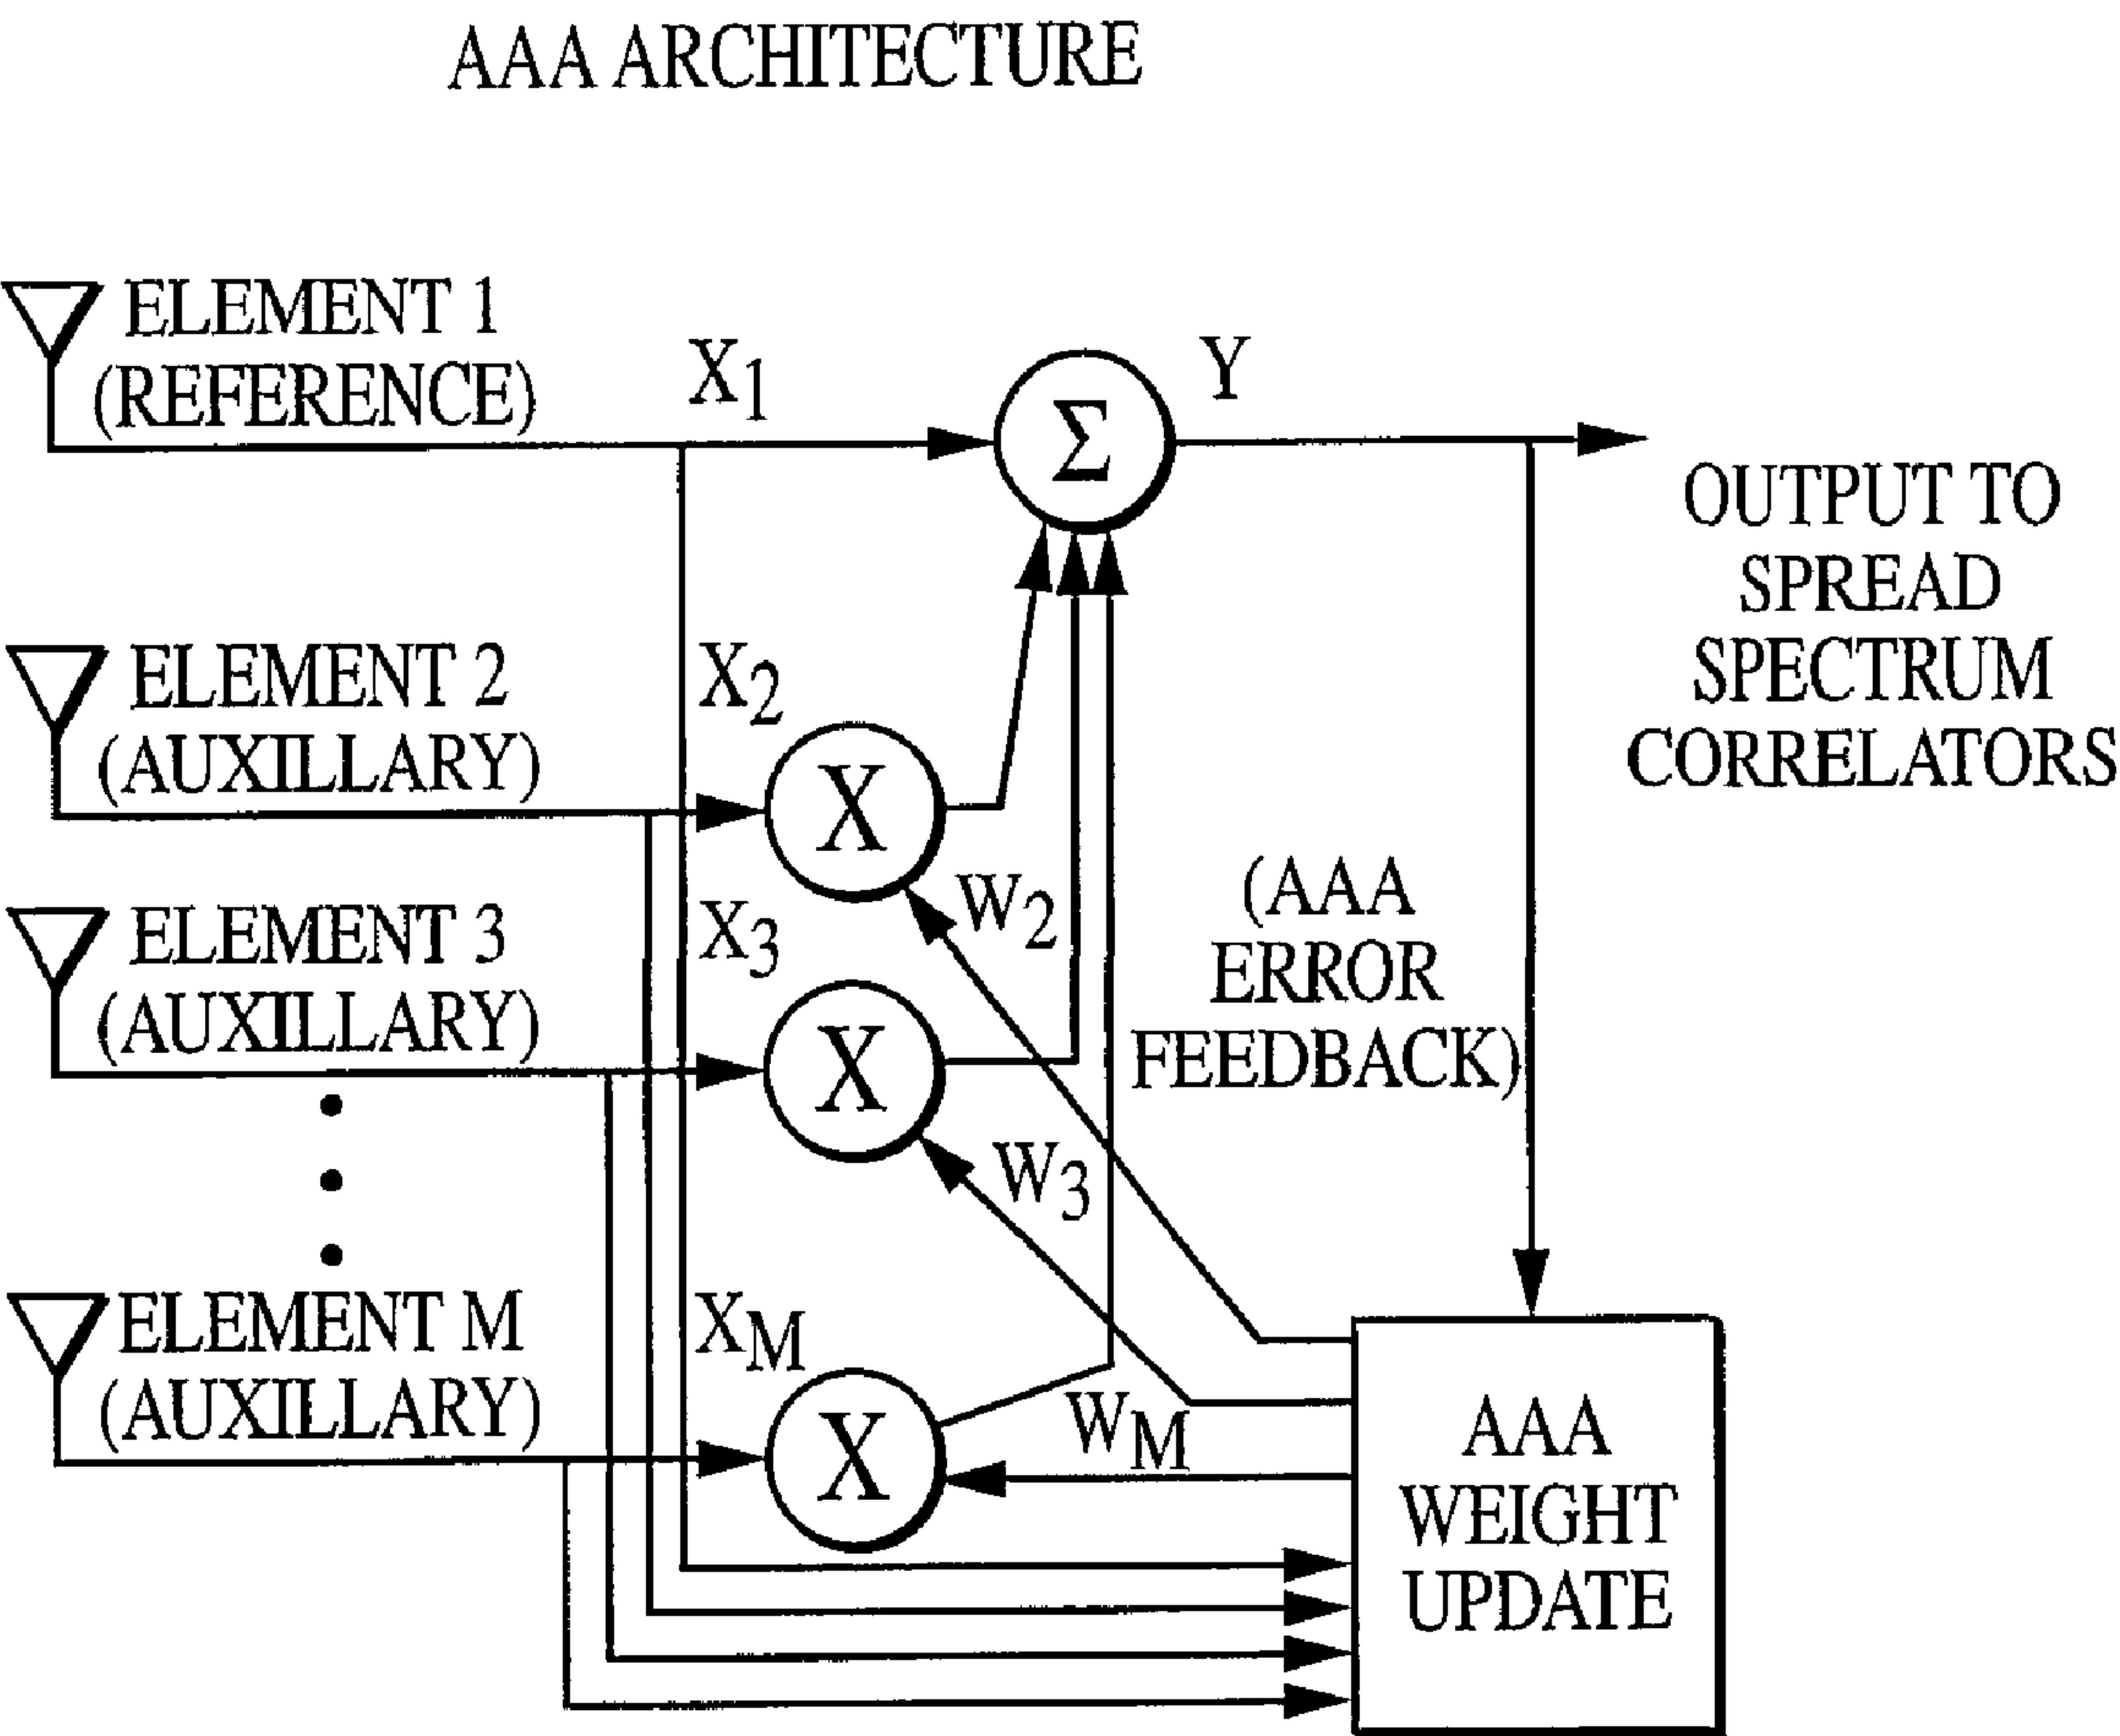 AAA ARCHITECTURE
ELEMENT 1
(REFERENCE)
X1
Σ
Y
OUTPUT TO
SPREAD
SPECTRUM
CORRELATORS
ELEMENT 2
(AUXILLARY)
X2
X
W2
ELEMENT 3
(AUXILLARY)
X3
X
W3
(AAA
ERROR
FEEDBACK)
ELEMENT M
(AUXILLARY)
XM
X
WM
AAA
WEIGHT
UPDATE